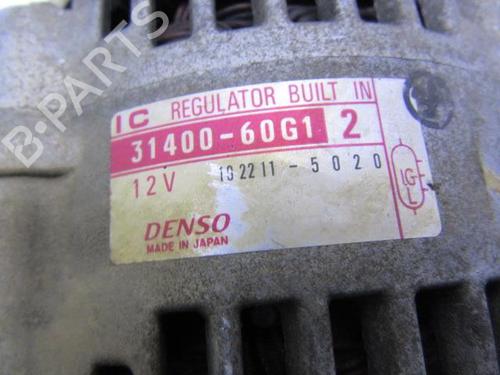 B-PARTS
IC REGULATOR BUILT IN
31400-60G1 2
12V 102211-5020
IG
L
DENSO
MADE IN JAPAN